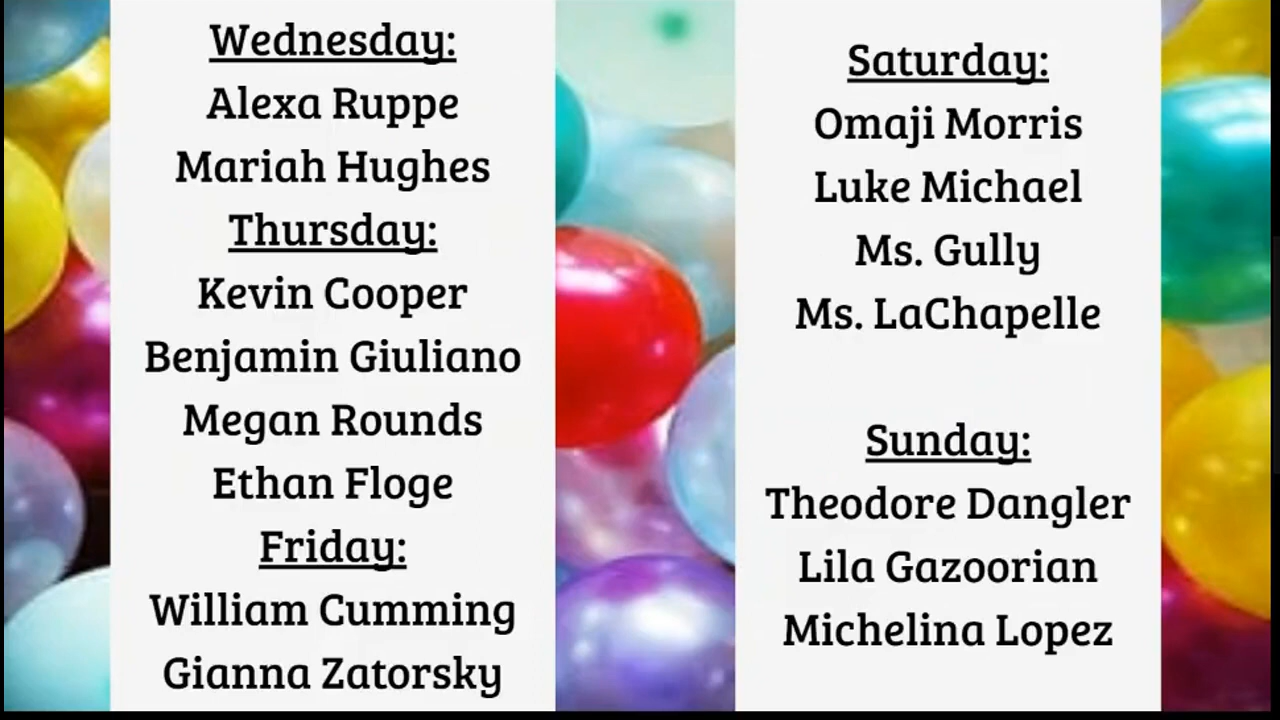 Wednesday:
Alexa Ruppe
Mariah Hughes
Thursday:
Kevin Cooper
Benjamin Giuliano
Megan Rounds
Ethan Floge
Friday:
William Cumming
Gianna Zatorsky
Saturday:
Omaji Morris
Luke Michael
Ms. Gully
Ms. LaChapelle
Sunday:
Theodore Dangler
Lila Gazoorian
Michelina Lopez